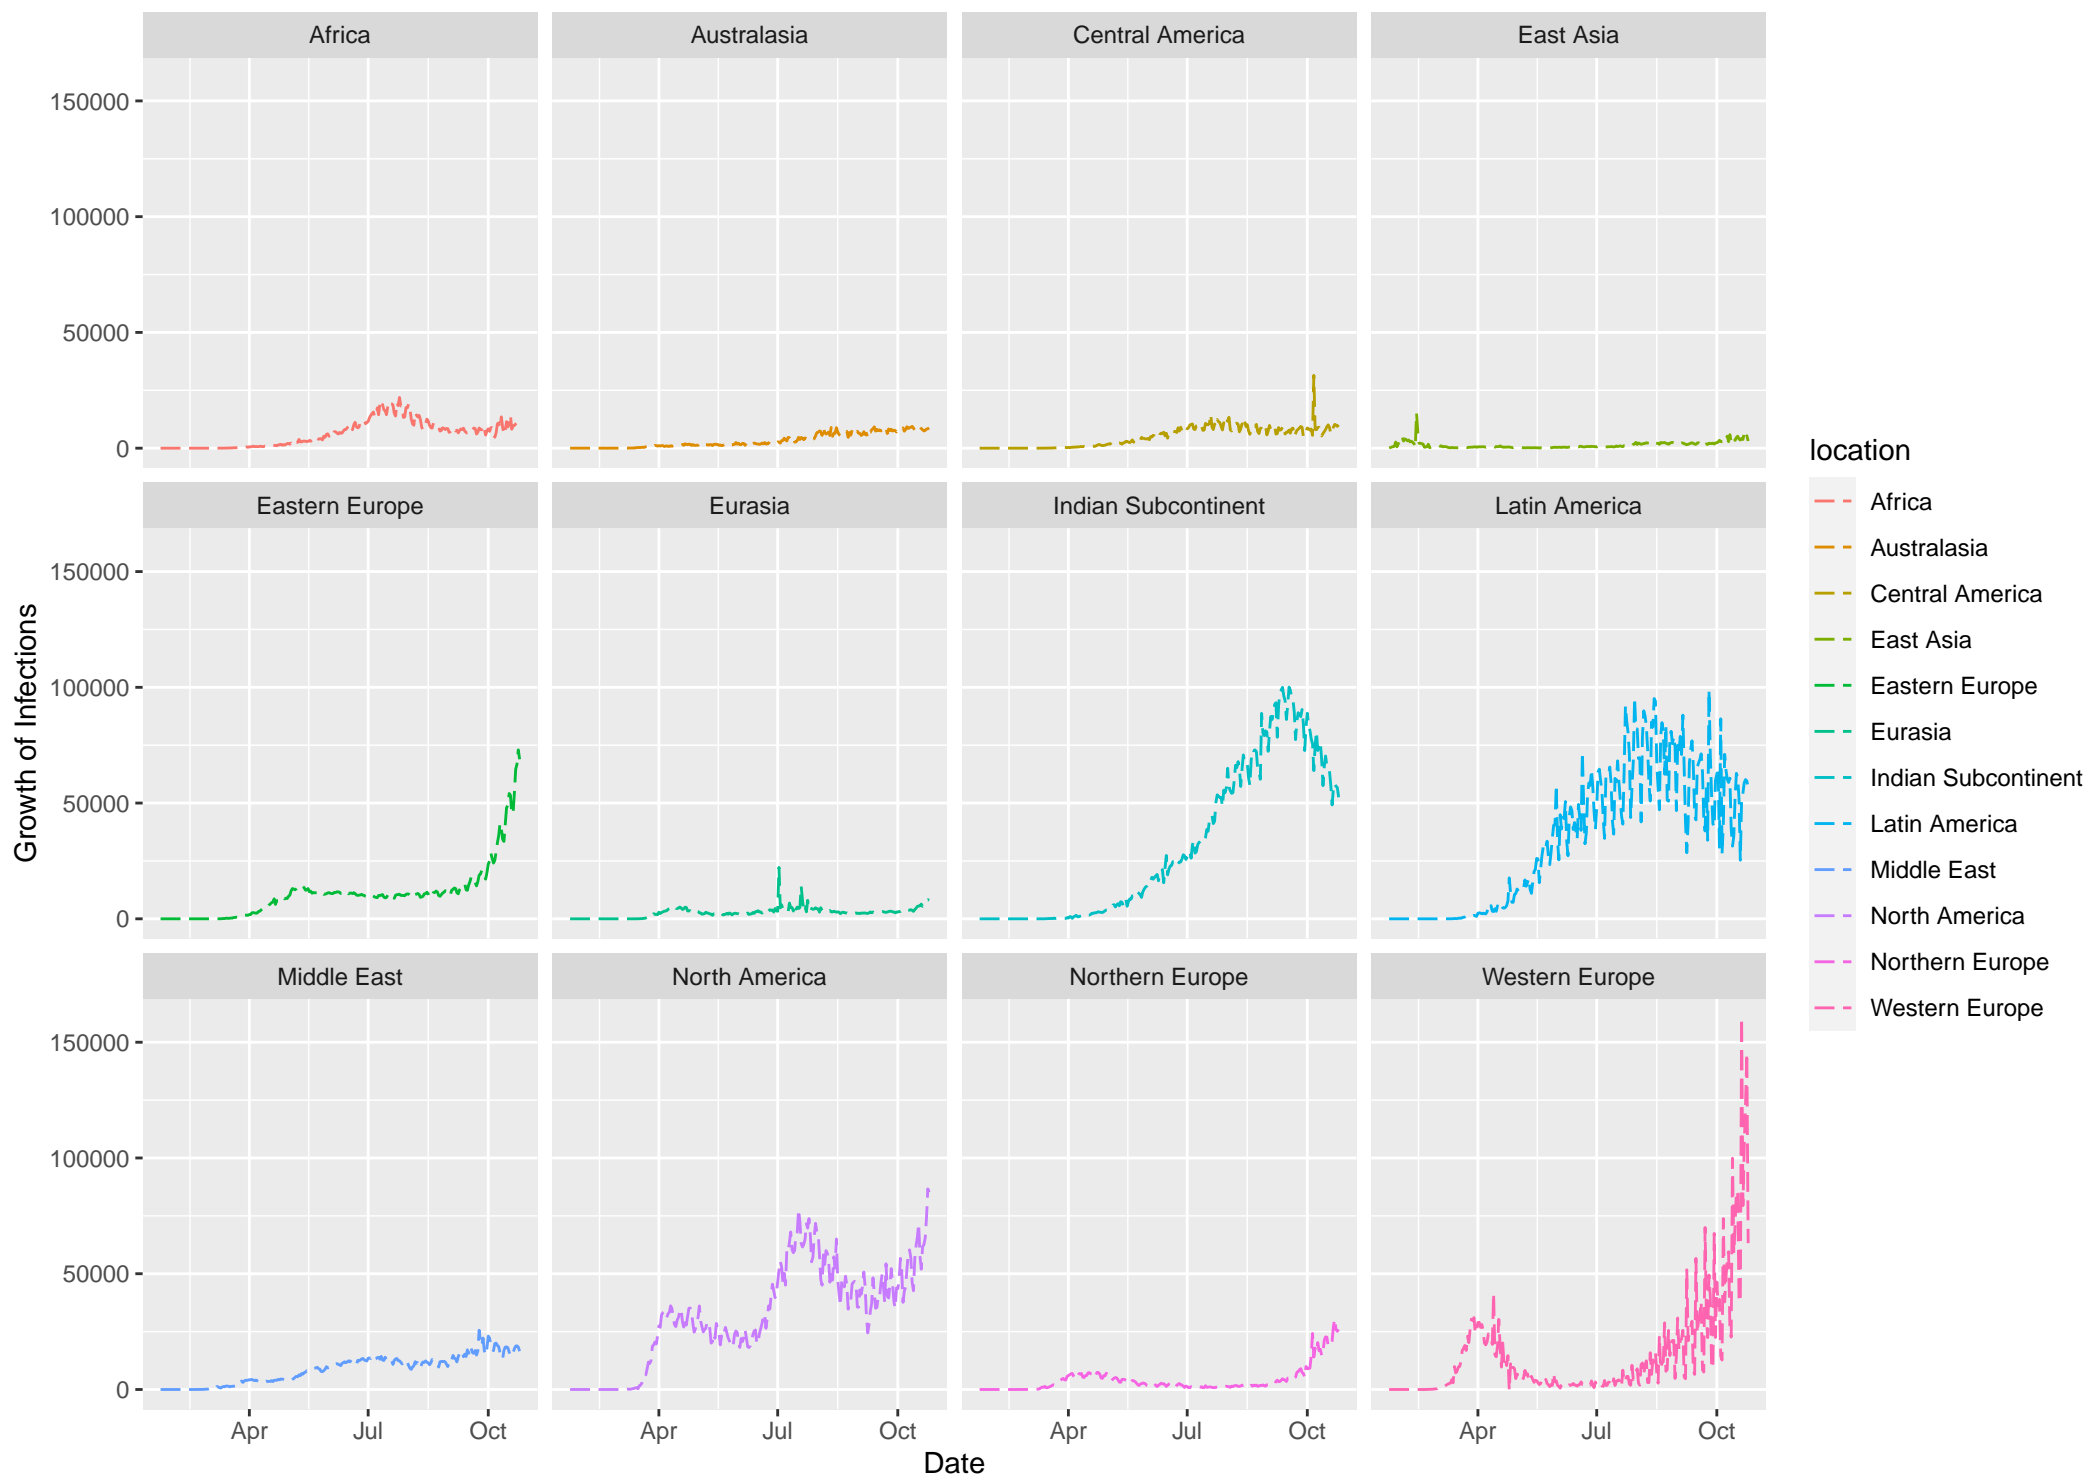 Africa
Australasia
Central America
East Asia
150000
100000
50000
0
Eastern Europe
Eurasia
Indian Subcontinent
Latin America
150000
100000
50000
0
Middle East
North America
Northern Europe
Western Europe
150000
100000
50000
0
Apr Jul Oct
Apr Jul Oct
Apr Jul Oct
Apr Jul Oct
Date
Growth of Infections
location
Africa
Australasia
Central America
East Asia
Eastern Europe
Eurasia
Indian Subcontinent
Latin America
Middle East
North America
Northern Europe
Western Europe